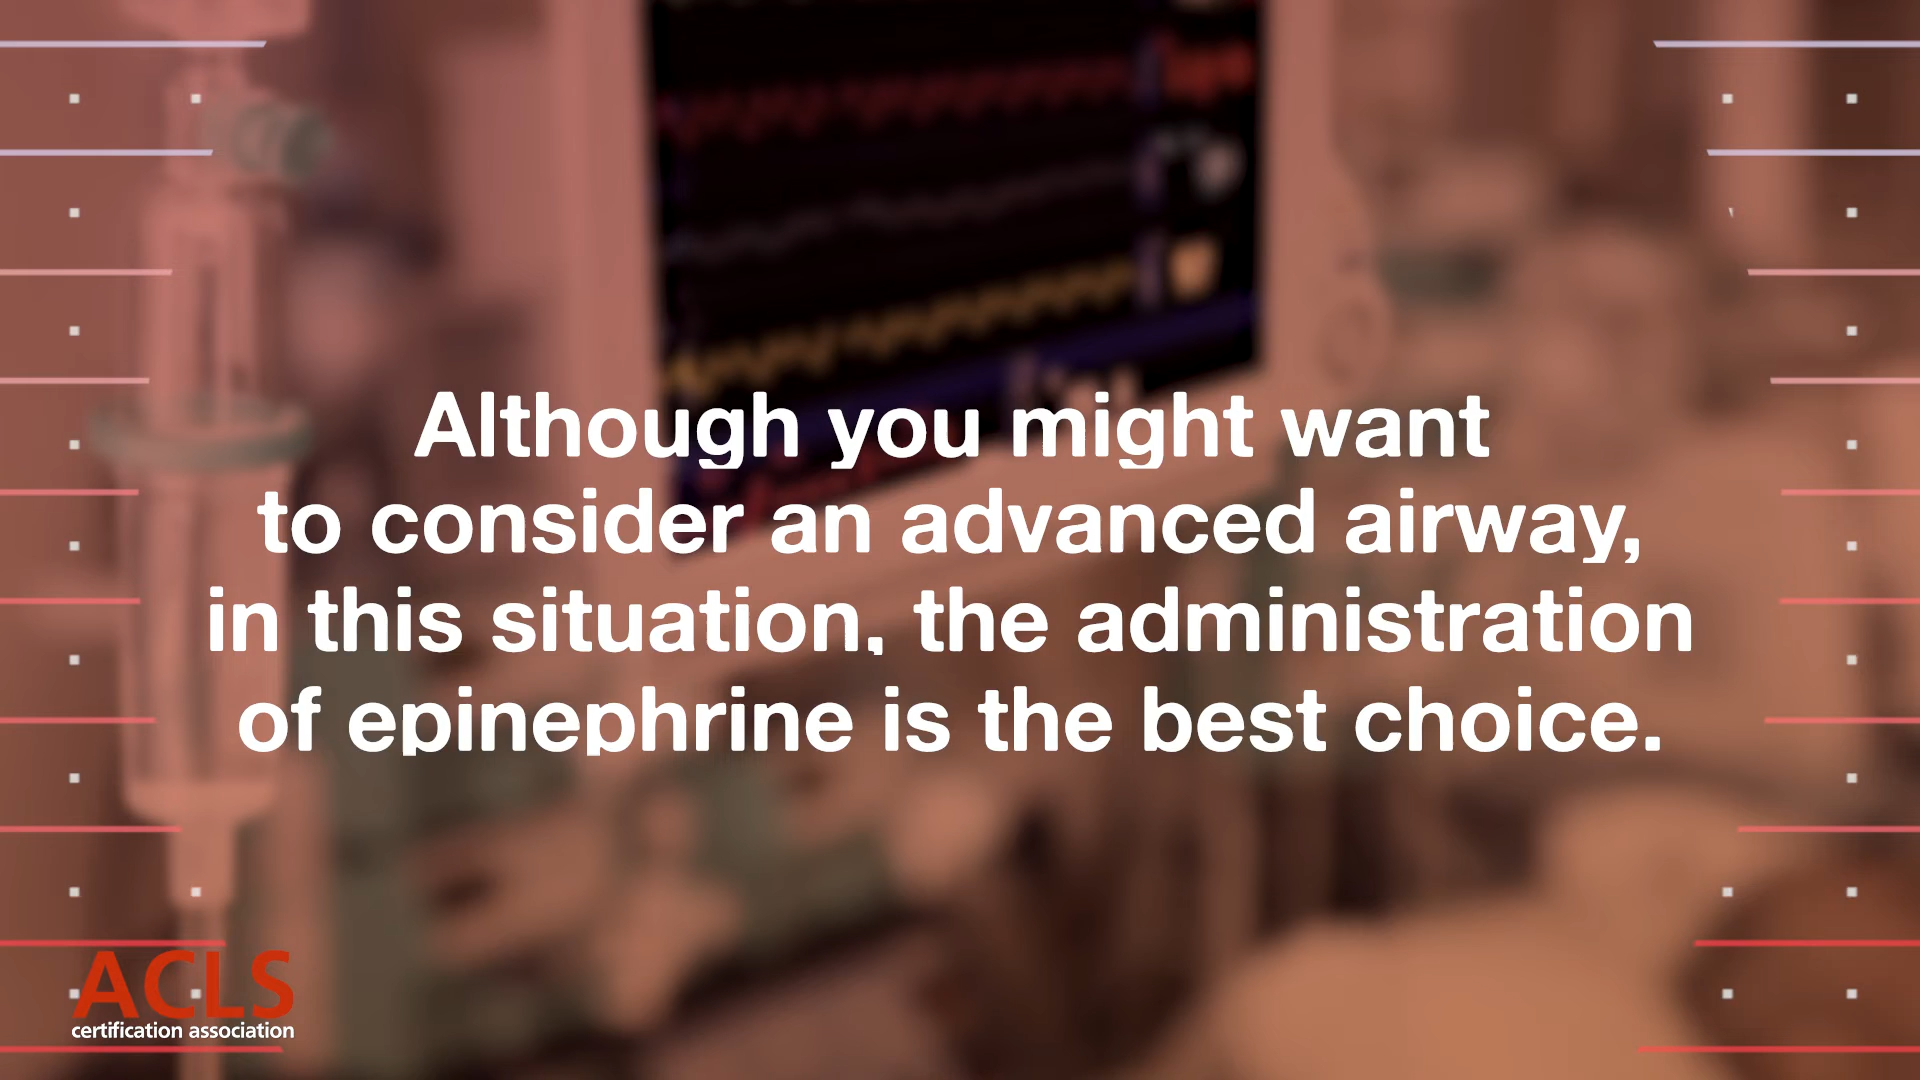 Although you might want
to consider an advanced airway,
in this situation, the administration
of epinephrine is the best choice.
ACLS
certification association